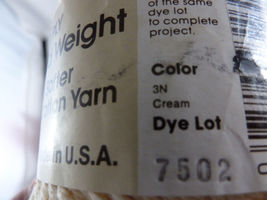 Weight
Yarn
in U.S.A.
of the same
dye lot
to complete
project.
Color
3N
Cream
Dye Lot
7502